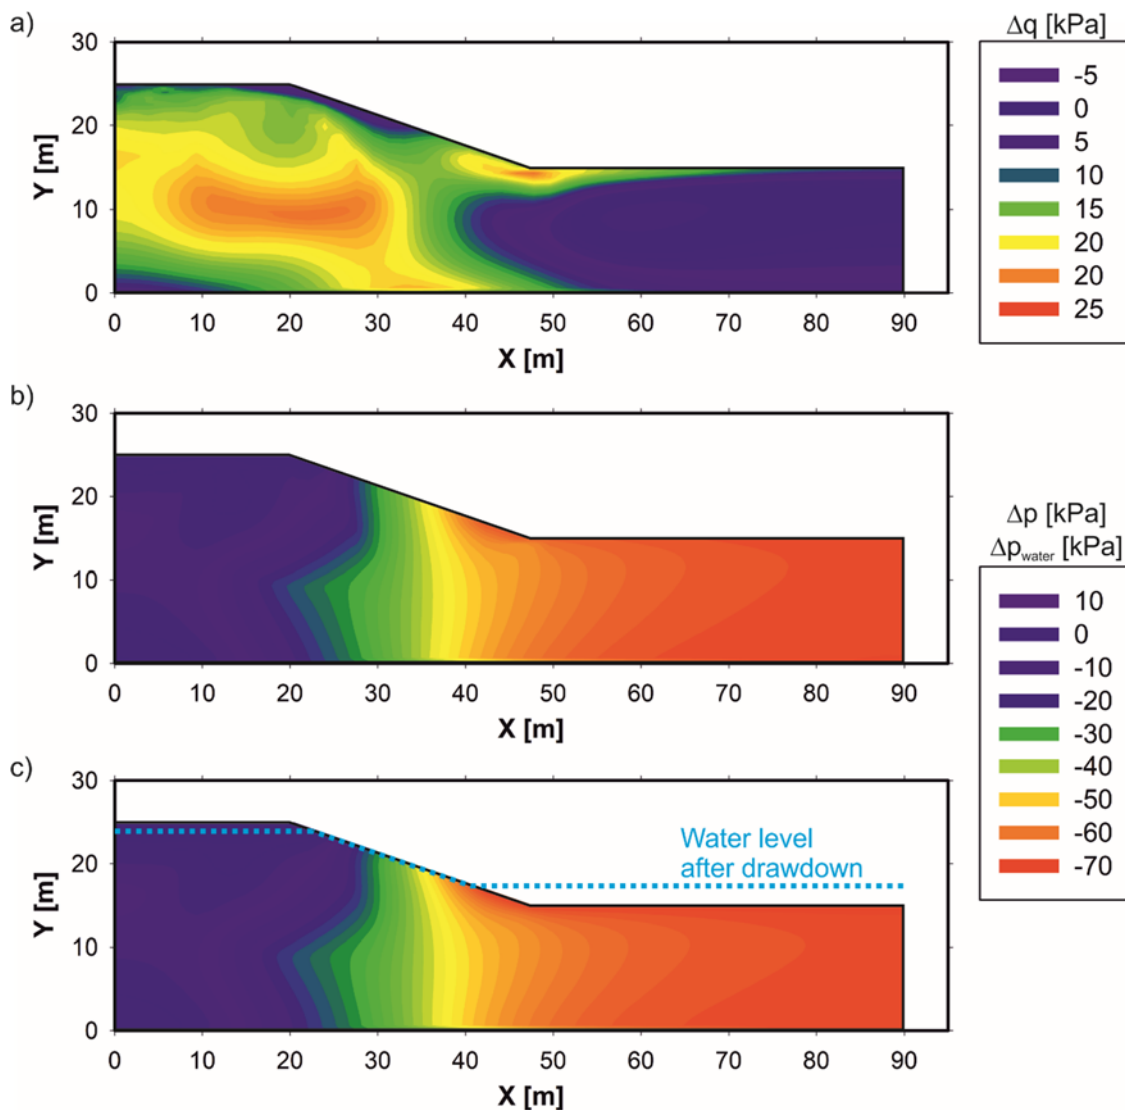 a)
Δq [kPa]
30
20
10
0
Y [m]
0 10 20 30 40 50 60 70 80 90
X [m]
-5
0
5
10
15
20
20
25
b)
30
20
10
0
Y [m]
0 10 20 30 40 50 60 70 80 90
X [m]
Δp [kPa]
Δpwater [kPa]
10
0
-10
-20
-30
-40
-50
-60
-70
c)
30
20
10
0
Y [m]
Water level
after drawdown
0 10 20 30 40 50 60 70 80 90
X [m]